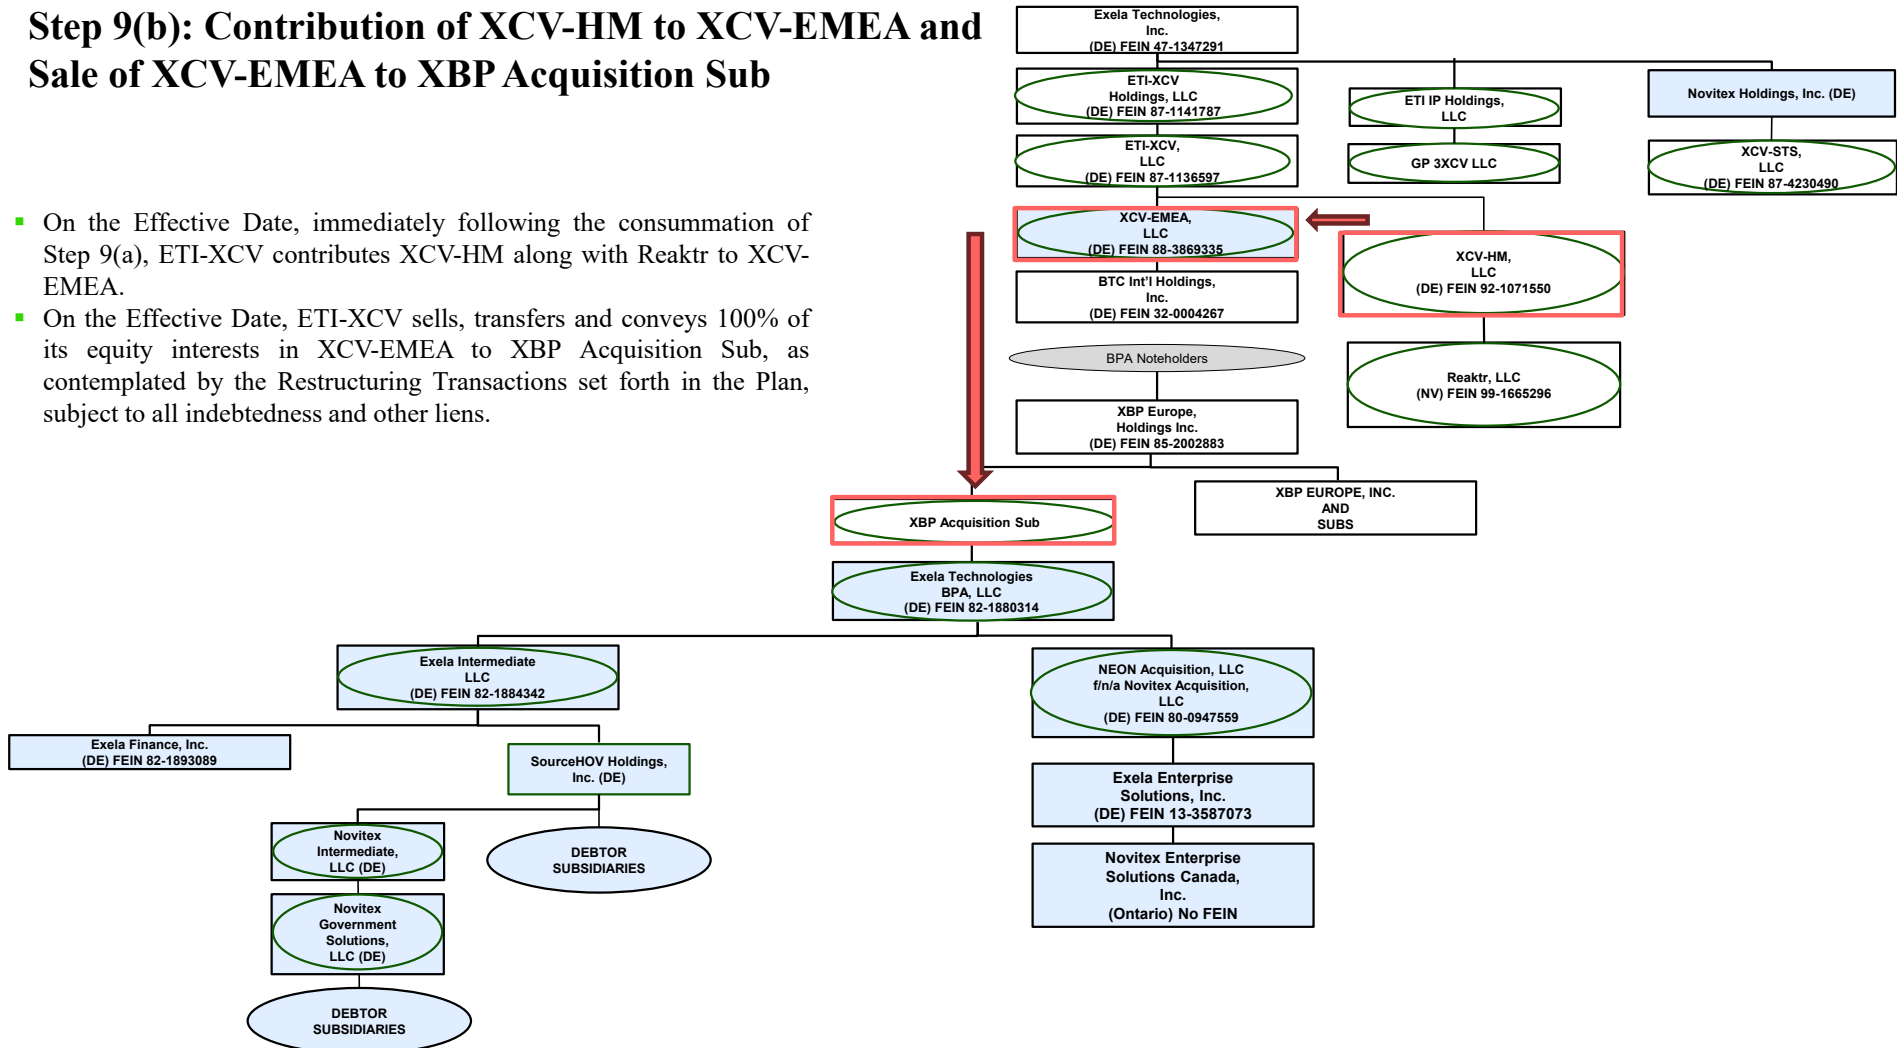 Step 9(b): Contribution of XCV-HM to XCV-EMEA and
Sale of XCV-EMEA to XBP Acquisition Sub
▪ On the Effective Date, immediately following the consummation of
Step 9(a), ETI-XCV contributes XCV-HM along with Reaktr to XCV-
EMEA.
▪ On the Effective Date, ETI-XCV sells, transfers and conveys 100% of
its equity interests in XCV-EMEA to XBP Acquisition Sub, as
contemplated by the Restructuring Transactions set forth in the Plan,
subject to all indebtedness and other liens.
Exela Technologies,
Inc.
(DE) FEIN 47-1347291
ETI-XCV
Holdings, LLC
(DE) FEIN 87-1141787
ETI IP Holdings,
LLC
Novitex Holdings, Inc. (DE)
ETI-XCV,
LLC
(DE) FEIN 87-1136597
GP 3XCV LLC
XCV-STS,
LLC
(DE) FEIN 87-4230490
XCV-EMEA,
LLC
(DE) FEIN 88-3869335
XCV-HM,
LLC
(DE) FEIN 92-1071550
BTC Int'l Holdings,
Inc.
(DE) FEIN 32-0004267
BPA Noteholders
Reaktr, LLC
(NV) FEIN 99-1665296
XBP Europe,
Holdings Inc.
(DE) FEIN 85-2002883
XBP EUROPE, INC.
AND
SUBS
XBP Acquisition Sub
Exela Technologies
BPA, LLC
(DE) FEIN 82-1880314
Exela Intermediate
LLC
(DE) FEIN 82-1884342
NEON Acquisition, LLC
f/n/a Novitex Acquisition,
LLC
(DE) FEIN 80-0947559
Exela Finance, Inc.
(DE) FEIN 82-1893089
SourceHOV Holdings,
Inc. (DE)
Exela Enterprise
Solutions, Inc.
(DE) FEIN 13-3587073
Novitex
Intermediate,
LLC (DE)
DEBTOR
SUBSIDIARIES
Novitex Enterprise
Solutions Canada,
Inc.
(Ontario) No FEIN
Novitex
Government
Solutions,
LLC (DE)
DEBTOR
SUBSIDIARIES